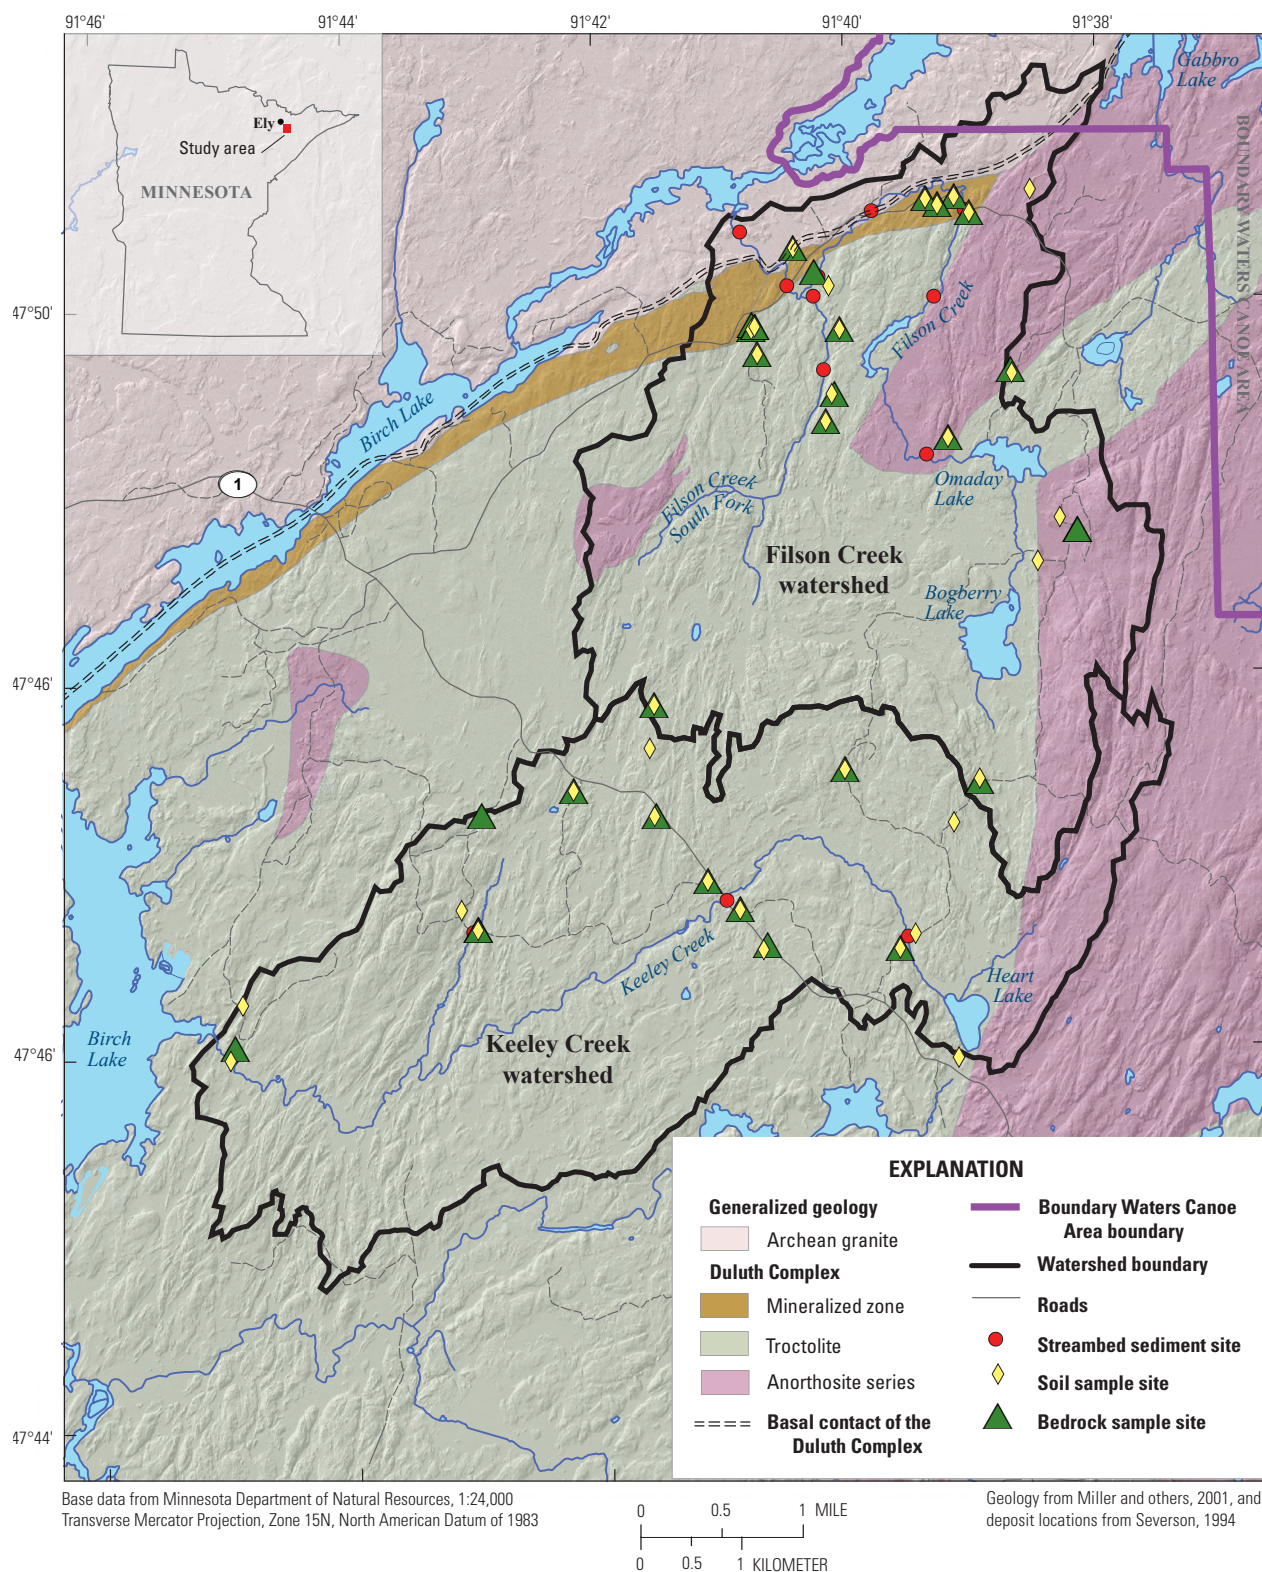 91°46'
91°44'
91°42'
91°40'
91°38'
Gabbro
Lake
BOUNDARY WATERS CANOE AREA
Ely
Study area
MINNESOTA
47°50'
Filson Creek
Birch Lake
1
Omaday
Lake
Filson Creek
South Fork
Filson Creek
watershed
Bogberry
Lake
47°46'
Keeley Creek
Heart
Lake
Birch
Lake
47°46'
Keeley Creek
watershed
47°44'
EXPLANATION
Generalized geology
Archean granite
Duluth Complex
Mineralized zone
Troctolite
Anorthosite series
Basal contact of the
Duluth Complex
Boundary Waters Canoe
Area boundary
Watershed boundary
Roads
Streambed sediment site
Soil sample site
Bedrock sample site
Base data from Minnesota Department of Natural Resources, 1:24,000
Transverse Mercator Projection, Zone 15N, North American Datum of 1983
0 0.5 1 MILE
0 0.5 1 KILOMETER
Geology from Miller and others, 2001, and
deposit locations from Severson, 1994